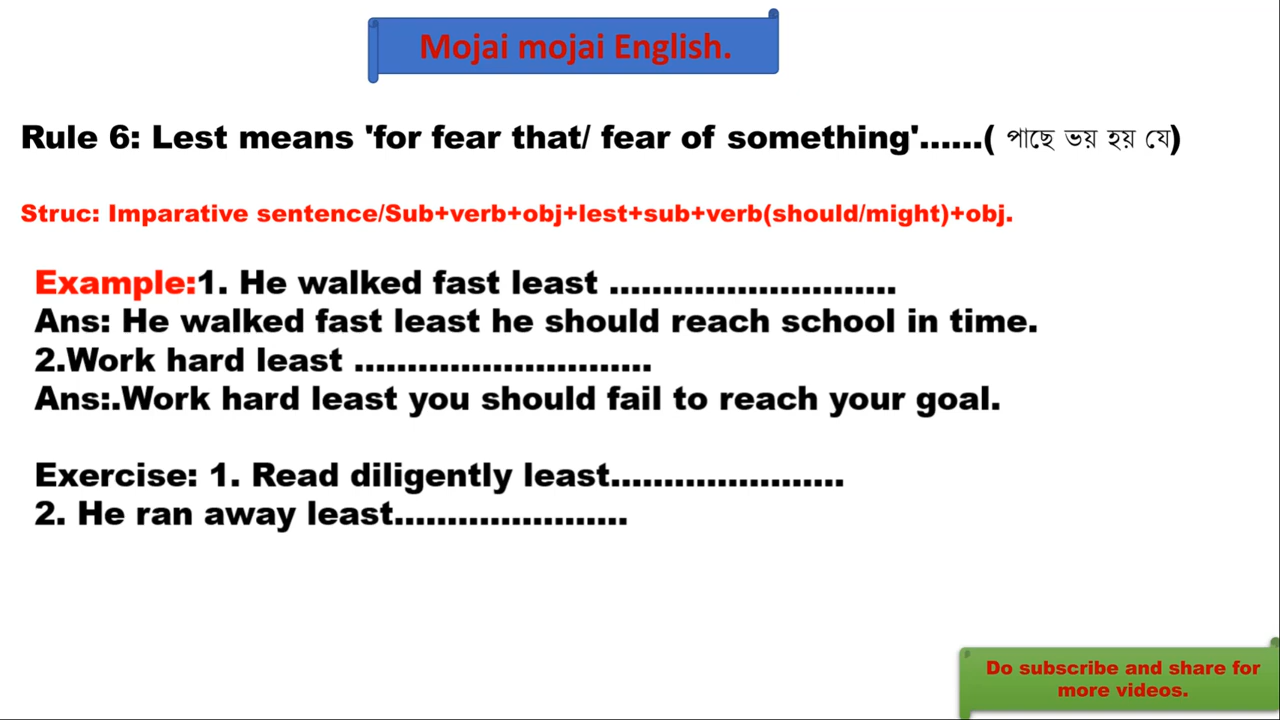 Mojai mojai English.
Rule 6: Lest means 'for fear that/ fear of something'......( পাছে ভয় হয় যে)
Struc: Imparative sentence/Sub+verb+obj+lest+sub+verb(should/might)+obj.
Example:1. He walked fast least ...........................
Ans: He walked fast least he should reach school in time.
2.Work hard least ............................
Ans:.Work hard least you should fail to reach your goal.
Exercise: 1. Read diligently least......................
2. He ran away least......................
Do subscribe and share for
more videos.